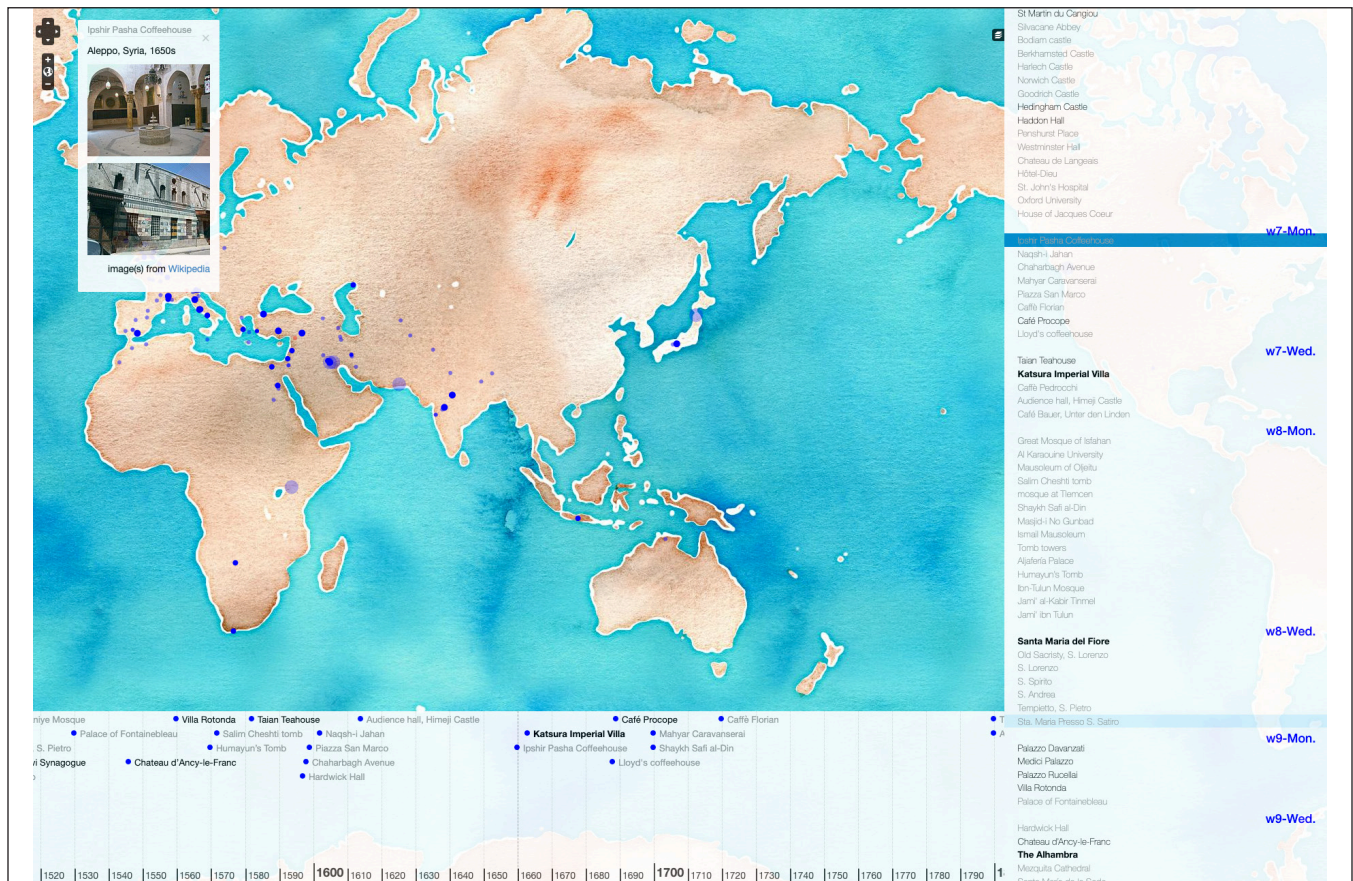 Ipshir Pasha Coffeehouse
Aleppo, Syria, 1650s
image(s) from Wikipedia
St Martin du Cangiou
Silvacane Abbey
Bodiam castle
Berkhamsted Castle
Harlech Castle
Norwich Castle
Goodrich Castle
Hedingham Castle
Haddon Hall
Penshurst Place
Westminster Hall
Chateau de Langeais
Hôtel-Dieu
St. John's Hospital
Oxford University
House of Jacques Coeur
w7-Mon.
Ipshir Pasha Coffeehouse
Naqsh-i Jahan
Chaharbagh Avenue
Mahyar Caravanserai
Piazza San Marco
Caffè Florian
Café Procope
Lloyd's coffeehouse
w7-Wed.
Taian Teahouse
Katsura Imperial Villa
Caffè Pedrocchi
Audience hall, Himeji Castle
Café Bauer, Unter den Linden
w8-Mon.
Great Mosque of Isfahan
Al Karaouine University
Mausoleum of Oljeitu
Salim Cheshti tomb
mosque at Tlemcen
Shaykh Safi al-Din
Masjid-i No Gunbad
Ismail Mausoleum
Tomb towers
Aljafería Palace
Humayun's Tomb
Ibn-Tulun Mosque
Jami' al-Kabir Tinmel
Jami' ibn Tulun
w8-Wed.
Santa Maria del Fiore
Old Sacristy, S. Lorenzo
S. Lorenzo
S. Spirito
S. Andrea
Tempietto, S. Pietro
Sta. Maria Presso S. Satiro
w9-Mon.
Palazzo Davanzati
Medici Palazzo
Palazzo Rucellai
Villa Rotonda
Palace of Fontainebleau
w9-Wed.
Hardwick Hall
Chateau d'Ancy-le-Franc
The Alhambra
Mezquita Cathedral
niye Mosque Villa Rotonda Taian Teahouse Audience hall, Himeji Castle Café Procope Caffè Florian T
Palace of Fontainebleau Salim Cheshti tomb Naqsh-i Jahan Katsura Imperial Villa Mahyar Caravanserai A
S. Pietro Humayun's Tomb Piazza San Marco Ipshir Pasha Coffeehouse Shaykh Safi al-Din
vi Synagogue Chateau d'Ancy-le-Franc Chaharbagh Avenue Lloyd's coffeehouse
Hardwick Hall
1520 1530 1540 1550 1560 1570 1580 1590 1600 1610 1620 1630 1640 1650 1660 1670 1680 1690 1700 1710 1720 1730 1740 1750 1760 1770 1780 1790 1